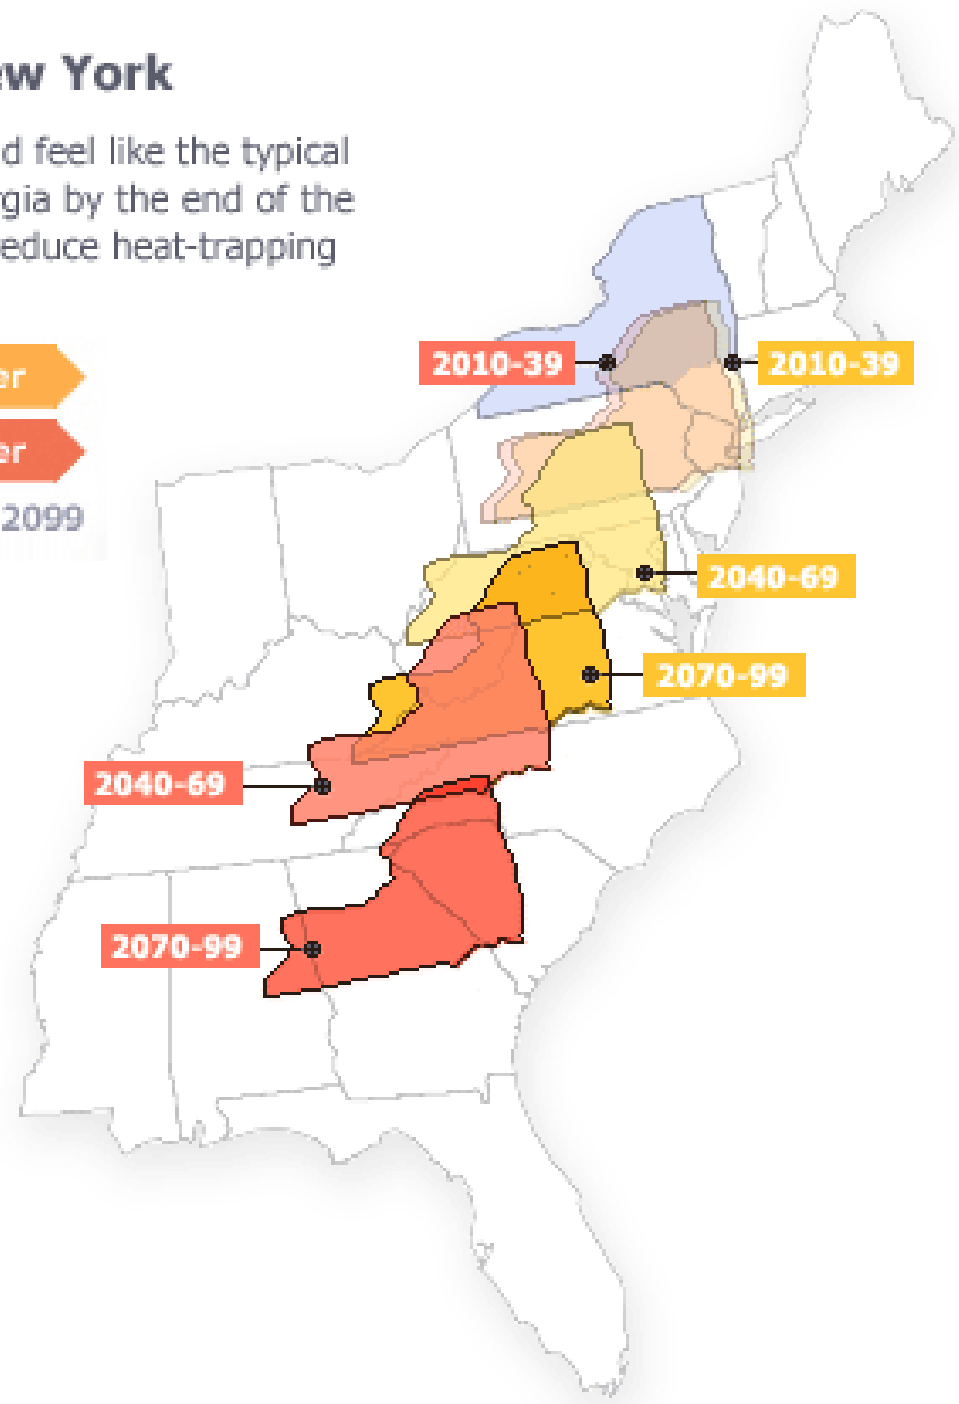 ew York
d feel like the typical
rgia by the end of the
educe heat-trapping
er
er
2099
2010-39
2010-39
2040-69
2070-99
2040-69
2070-99